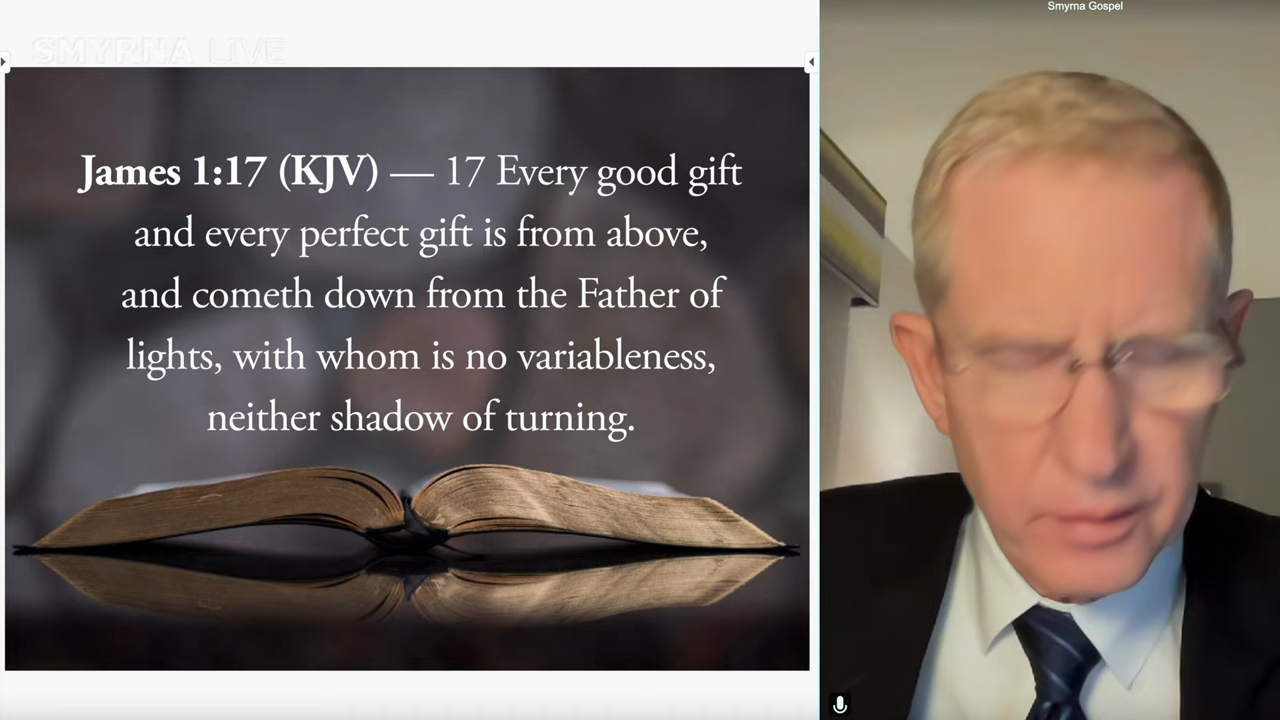 SMYRNA LIVE
James 1:17 (KJV) — 17 Every good gift
and every perfect gift is from above,
and cometh down from the Father of
lights, with whom is no variableness,
neither shadow of turning.
Smyrna Gospel